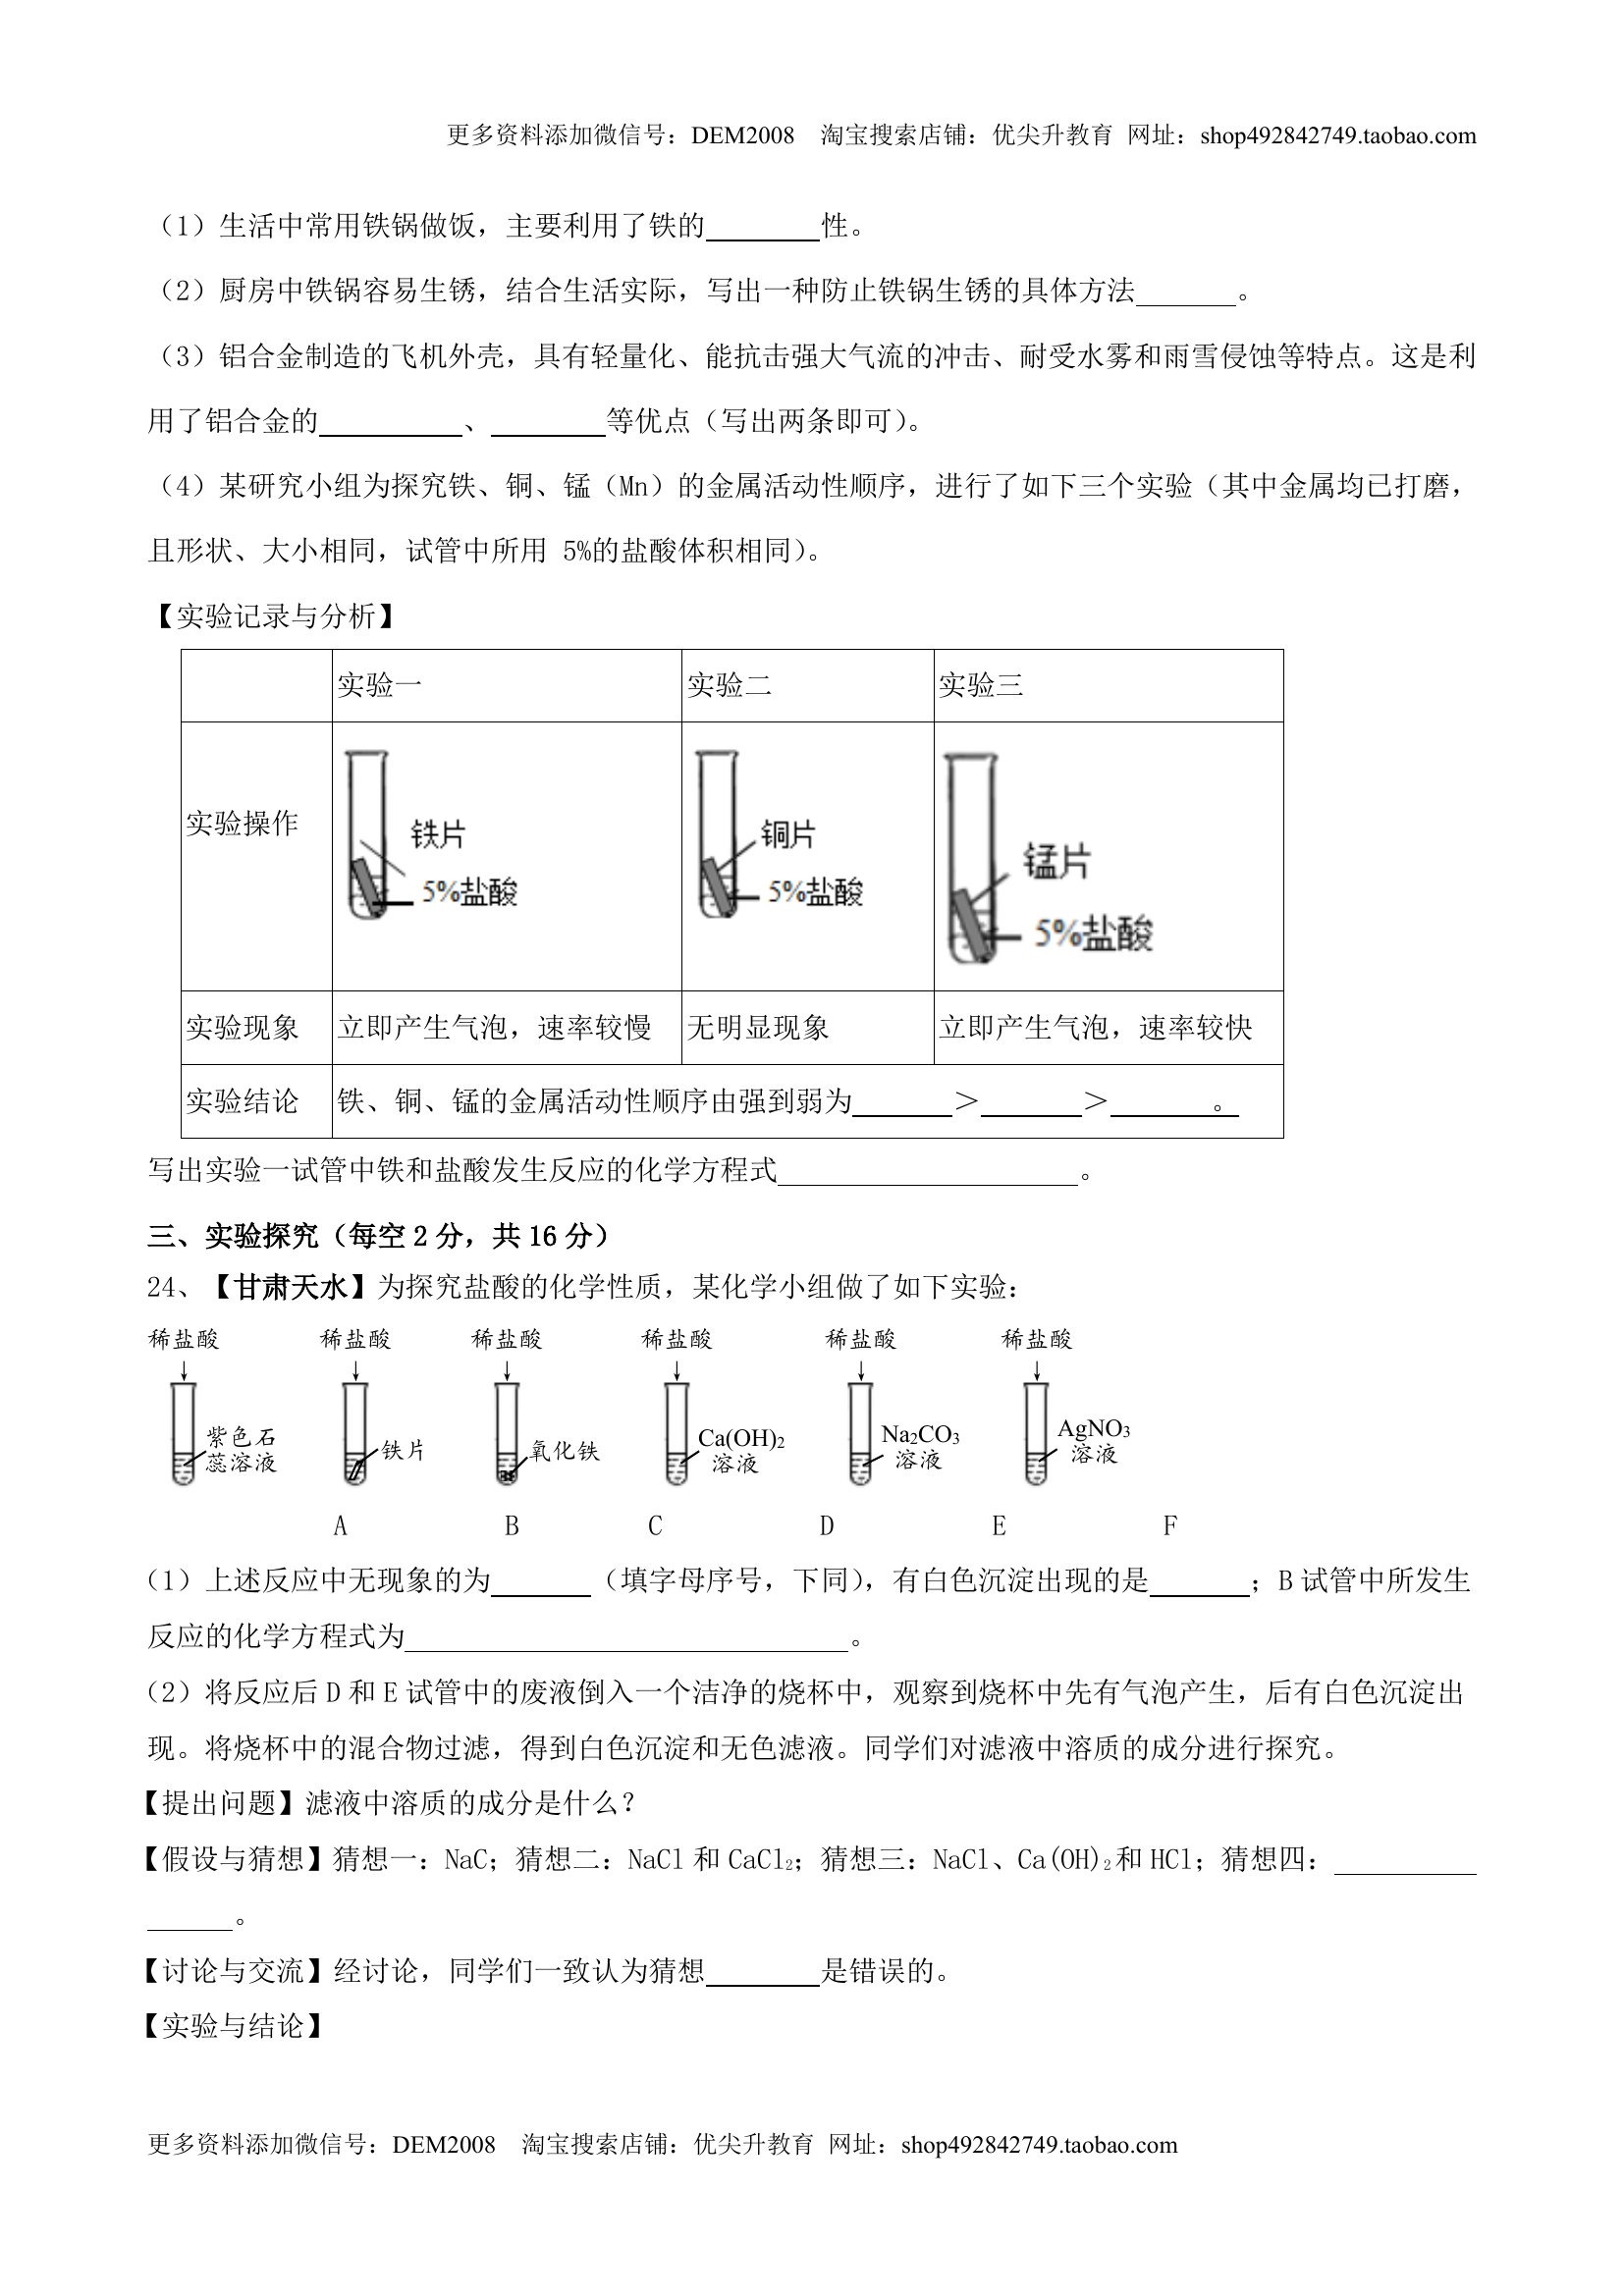 更多资料添加微信号：DEM2008 淘宝搜索店铺：优尖升教育 网址：shop492842749.taobao.com
（1）生活中常用铁锅做饭，主要利用了铁的________性。
（2）厨房中铁锅容易生锈，结合生活实际，写出一种防止铁锅生锈的具体方法_______。
（3）铝合金制造的飞机外壳，具有轻量化、能抗击强大气流的冲击、耐受水雾和雨雪侵蚀等特点。这是利
用了铝合金的__________、________等优点（写出两条即可）。
（4）某研究小组为探究铁、铜、锰（Mn）的金属活动性顺序，进行了如下三个实验（其中金属均已打磨，
且形状、大小相同，试管中所用 5%的盐酸体积相同）。
【实验记录与分析】
实验一 实验二 实验三
实验操作
铁片 5%盐酸
铜片 5%盐酸
锰片 5%盐酸
实验现象 立即产生气泡，速率较慢 无明显现象 立即产生气泡，速率较快
实验结论 铁、铜、锰的金属活动性顺序由强到弱为_______＞_______＞_______。
写出实验一试管中铁和盐酸发生反应的化学方程式_____________________。
三、实验探究（每空 2 分，共 16 分）
24、【甘肃天水】为探究盐酸的化学性质，某化学小组做了如下实验：
稀盐酸 稀盐酸 稀盐酸 稀盐酸 稀盐酸 稀盐酸
紫色石
蕊溶液
铁片
氧化铁
Ca(OH)₂
溶液
Na₂CO₃
溶液
AgNO₃
溶液
A B C D E F
（1）上述反应中无现象的为_______（填字母序号，下同），有白色沉淀出现的是_______；B 试管中所发生
反应的化学方程式为_______________________________。
（2）将反应后 D 和 E 试管中的废液倒入一个洁净的烧杯中，观察到烧杯中先有气泡产生，后有白色沉淀出
现。将烧杯中的混合物过滤，得到白色沉淀和无色滤液。同学们对滤液中溶质的成分进行探究。
【提出问题】滤液中溶质的成分是什么？
【假设与猜想】猜想一：NaC；猜想二：NaCl 和 CaCl₂；猜想三：NaCl、Ca(OH)₂和 HCl；猜想四：__________
______。
【讨论与交流】经讨论，同学们一致认为猜想________是错误的。
【实验与结论】
更多资料添加微信号：DEM2008 淘宝搜索店铺：优尖升教育 网址：shop492842749.taobao.com